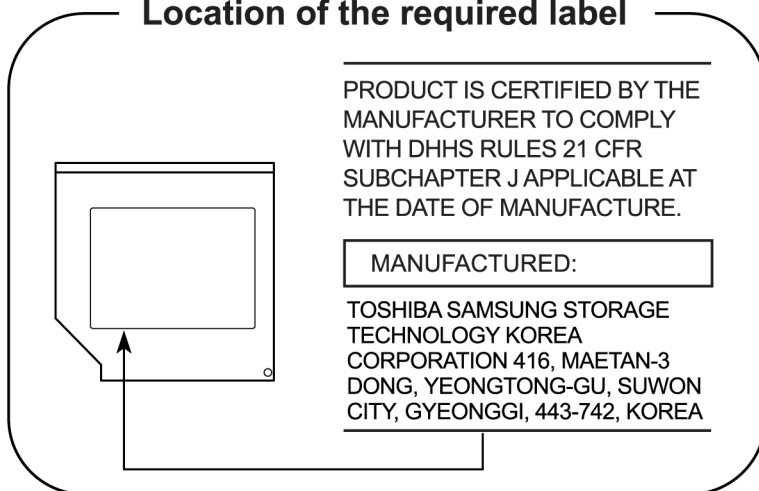 Location of the required label
PRODUCT IS CERTIFIED BY THE
MANUFACTURER TO COMPLY
WITH DHHS RULES 21 CFR
SUBCHAPTER J APPLICABLE AT
THE DATE OF MANUFACTURE.
MANUFACTURED:
TOSHIBA SAMSUNG STORAGE
TECHNOLOGY KOREA
CORPORATION 416, MAETAN-3
DONG, YEONGTONG-GU, SUWON
CITY, GYEONGGI, 443-742, KOREA